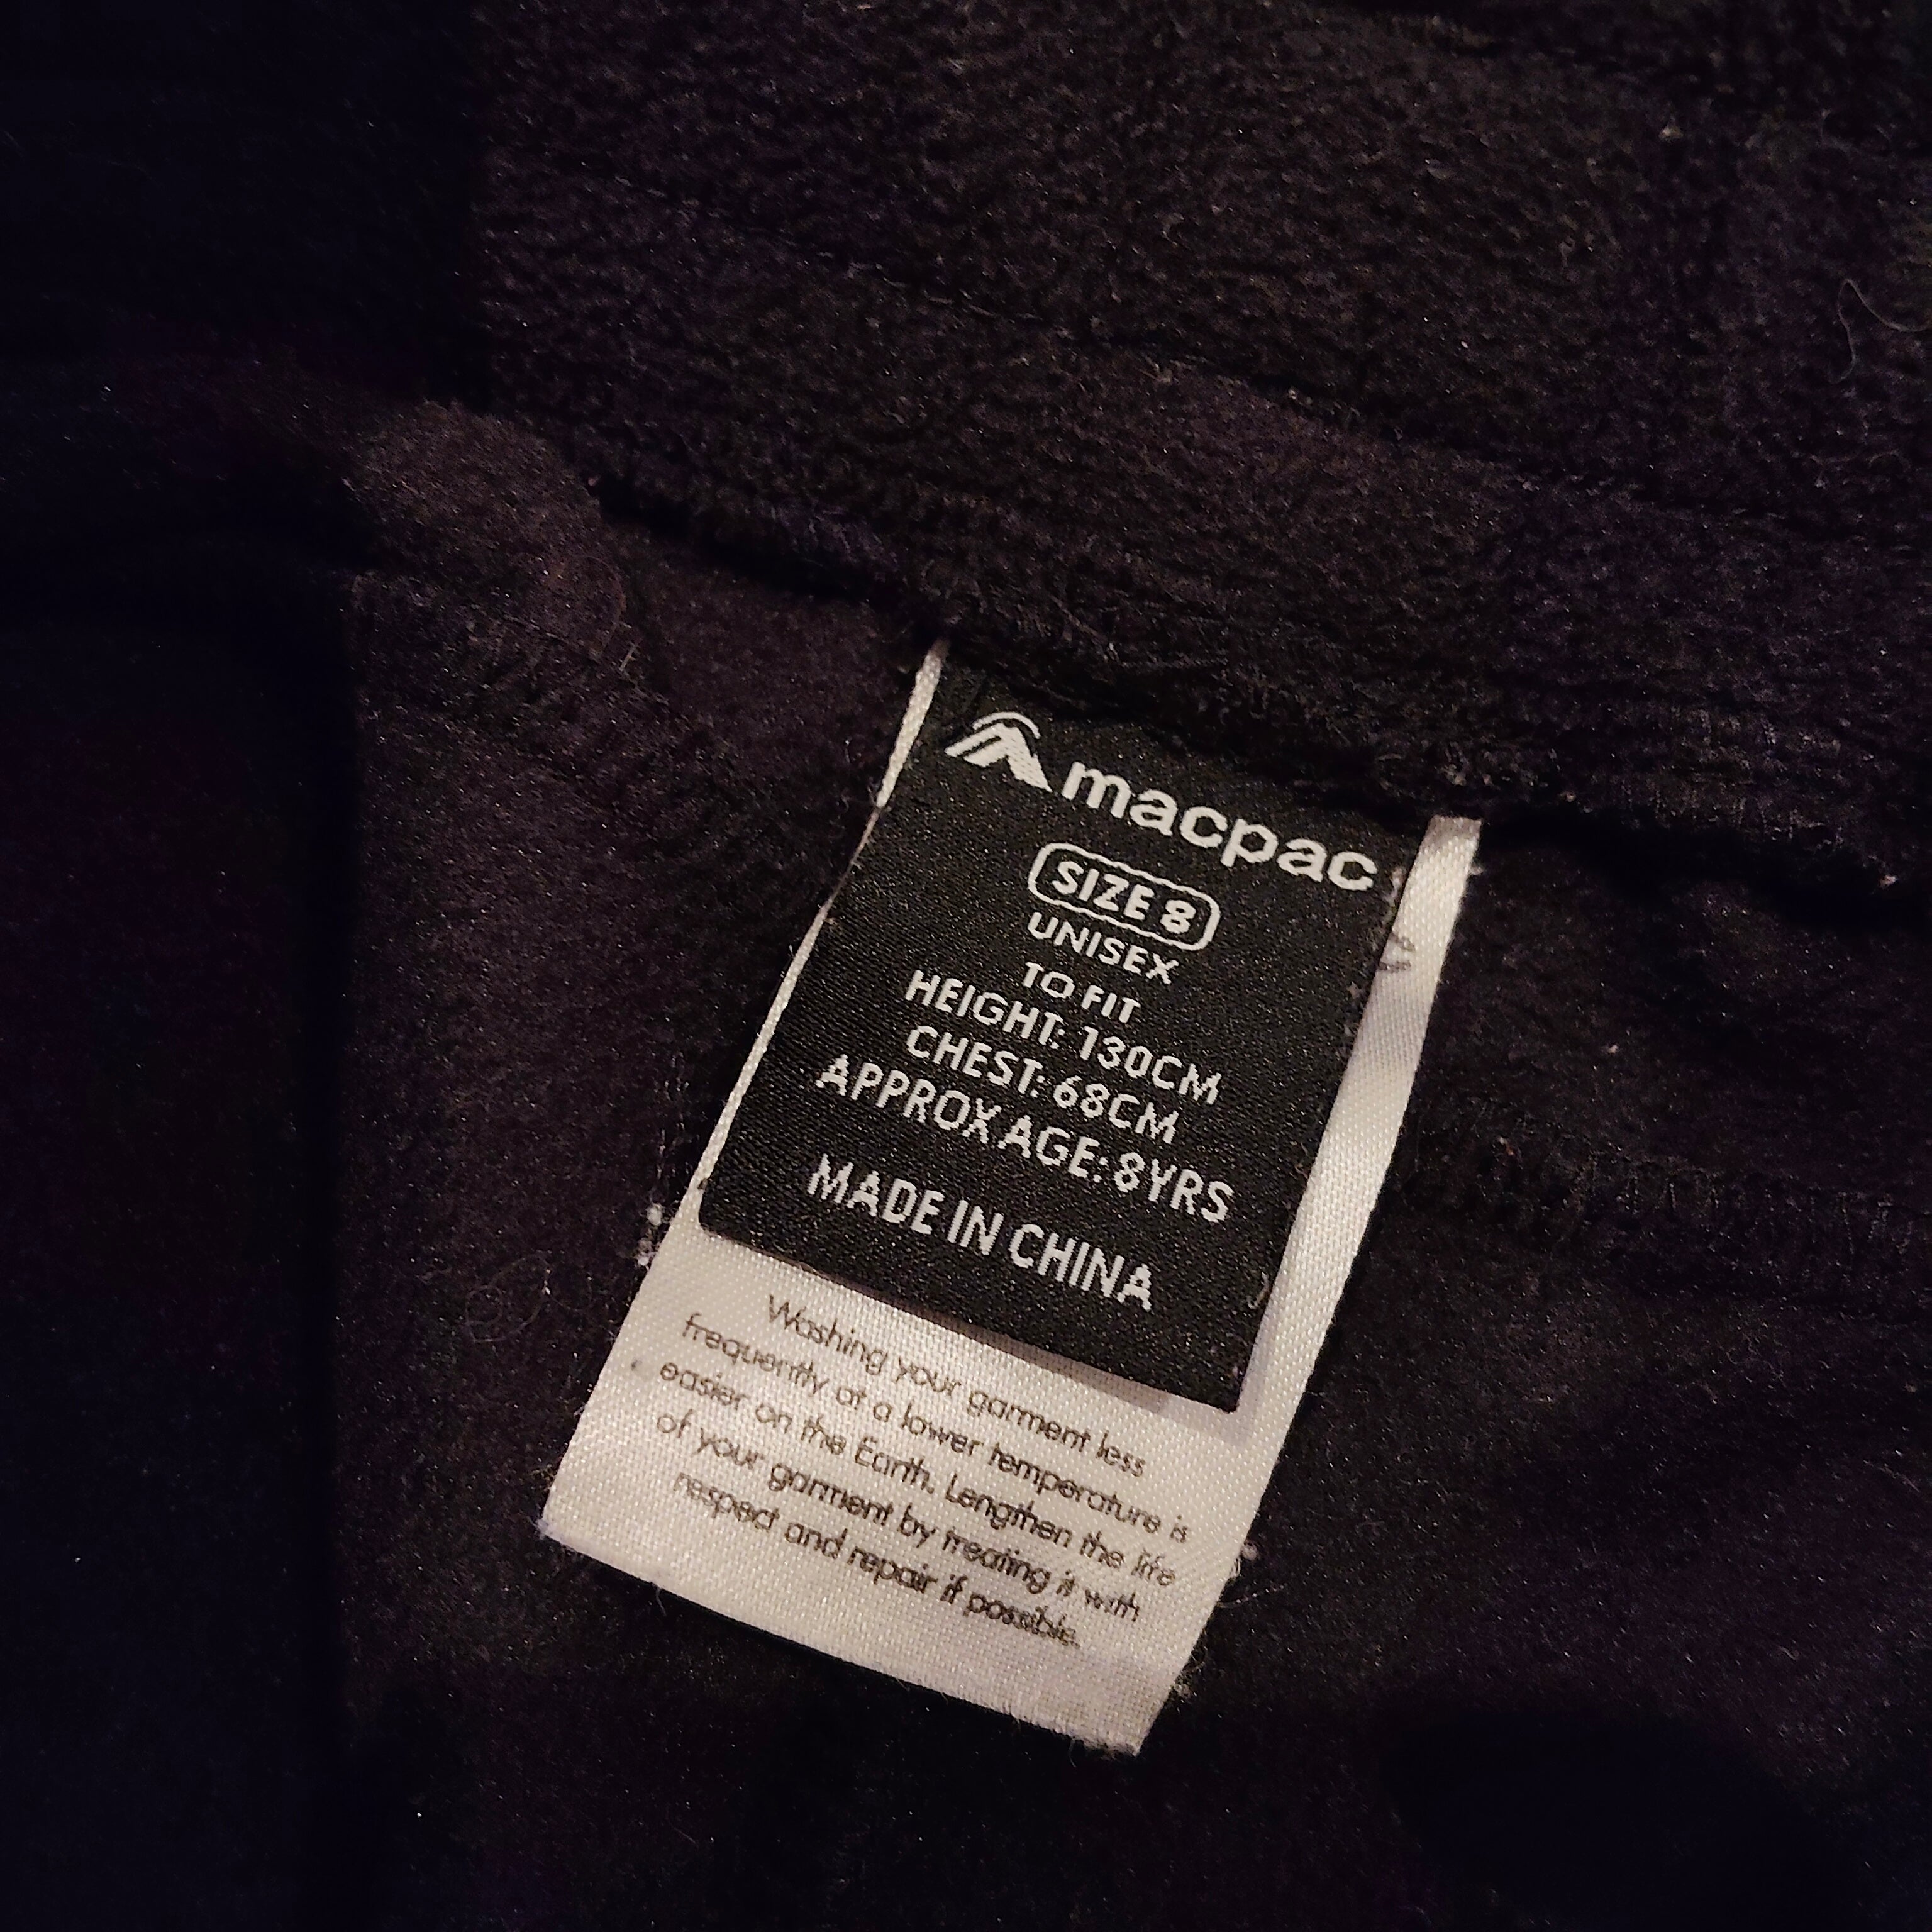 macpac
SIZE 8
UNISEX
TO FIT
HEIGHT: 130CM
CHEST: 68CM
APPROX AGE: 8YRS
MADE IN CHINA
Washing your garment less
frequently at a lower temperature is
easier on the Earth. Lengthen the life
of your garment by treating it with
respect and repair if possible.